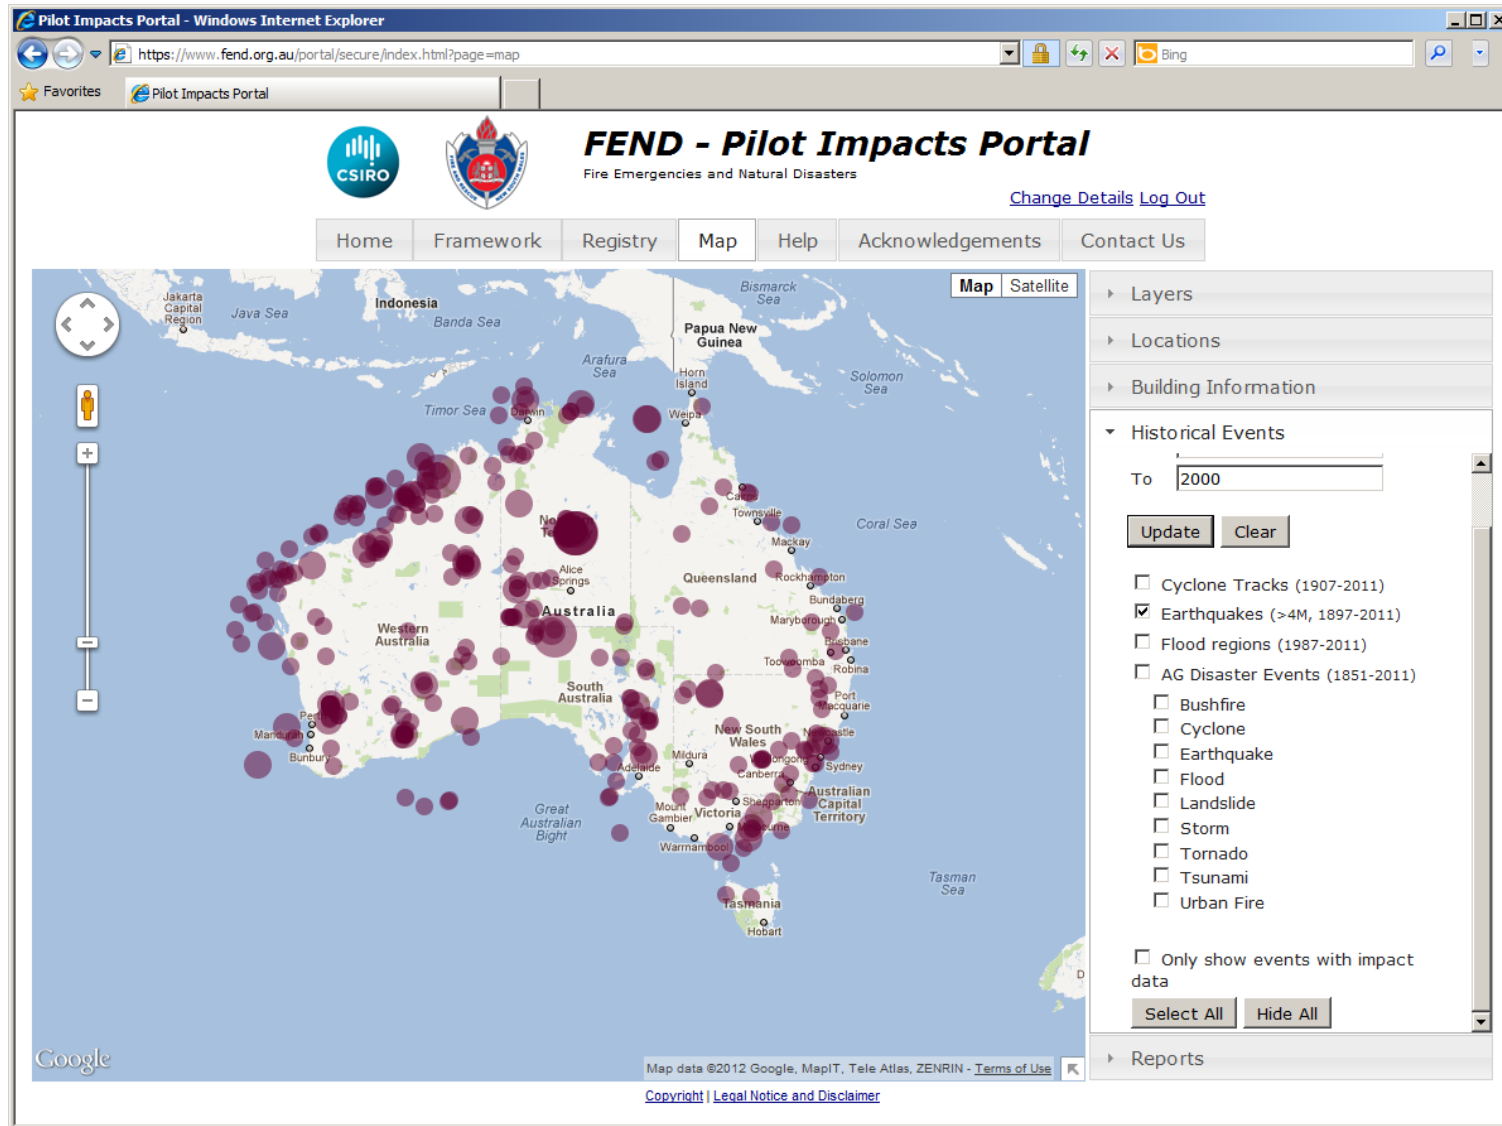 Pilot Impacts Portal - Windows Internet Explorer
https://www.fend.org.au/portal/secure/index.html?page=map
Bing
Favorites
Pilot Impacts Portal
CSIRO
FEND - Pilot Impacts Portal
Fire Emergencies and Natural Disasters
Change Details Log Out
Home Framework Registry Map Help Acknowledgements Contact Us
Map Satellite
Jakarta
Capital
Region
Java Sea
Indonesia
Banda Sea
Bismarck
Sea
Papua New
Guinea
Arafura
Sea
Horn
Island
Solomon
Sea
Timor Sea
Darwin
Weipa
Cairns
Townsville
Coral Sea
Mackay
Alice
Springs
Queensland
Rockhampton
Bundaberg
Australia
Maryborough
Western
Australia
Brisbane
Toowoomba
Robina
South
Australia
Port
Macquarie
Mandurah
Bunbury
New South
Wales
Newcastle
Mildura
Wollongong
Sydney
Adelaide
Canberra
Australian
Capital
Territory
Great
Australian
Bight
Mount
Gambier
Victoria
Shepparton
Melbourne
Warrnambool
Tasman
Sea
Tasmania
Hobart
Google
Map data ©2012 Google, MapIT, Tele Atlas, ZENRIN - Terms of Use
Layers
Locations
Building Information
Historical Events
To 2000
Update Clear
Cyclone Tracks (1907-2011)
Earthquakes (>4M, 1897-2011)
Flood regions (1987-2011)
AG Disaster Events (1851-2011)
Bushfire
Cyclone
Earthquake
Flood
Landslide
Storm
Tornado
Tsunami
Urban Fire
Only show events with impact
data
Select All Hide All
Reports
Copyright | Legal Notice and Disclaimer